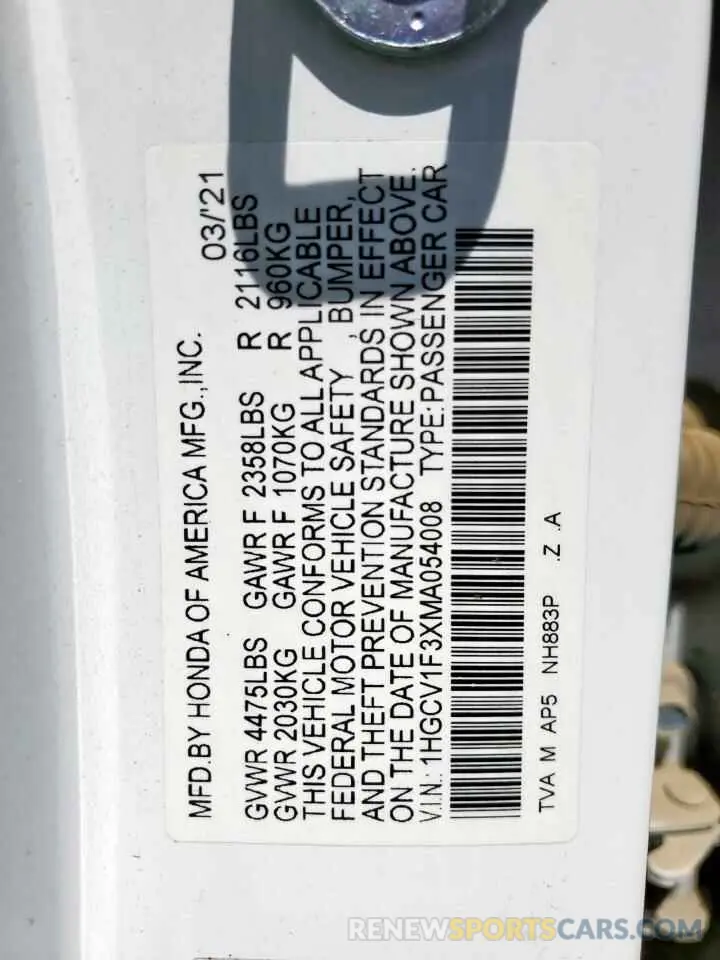 MFD.BY HONDA OF AMERICA MFG.,INC. 03/'21
GVWR 4475LBS GAWR F 2358LBS R 2116LBS
GVWR 2030KG GAWR F 1070KG R 960KG
THIS VEHICLE CONFORMS TO ALL APPLICABLE
FEDERAL MOTOR VEHICLE SAFETY , BUMPER,
AND THEFT PREVENTION STANDARDS IN EFFECT
ON THE DATE OF MANUFACTURE SHOWN ABOVE.
V.I.N.: 1HGCV1F3XMA054008 TYPE:PASSENGER CAR
TVA M AP5 NH883P .Z .A
RENEWSPORTSCARS.COM